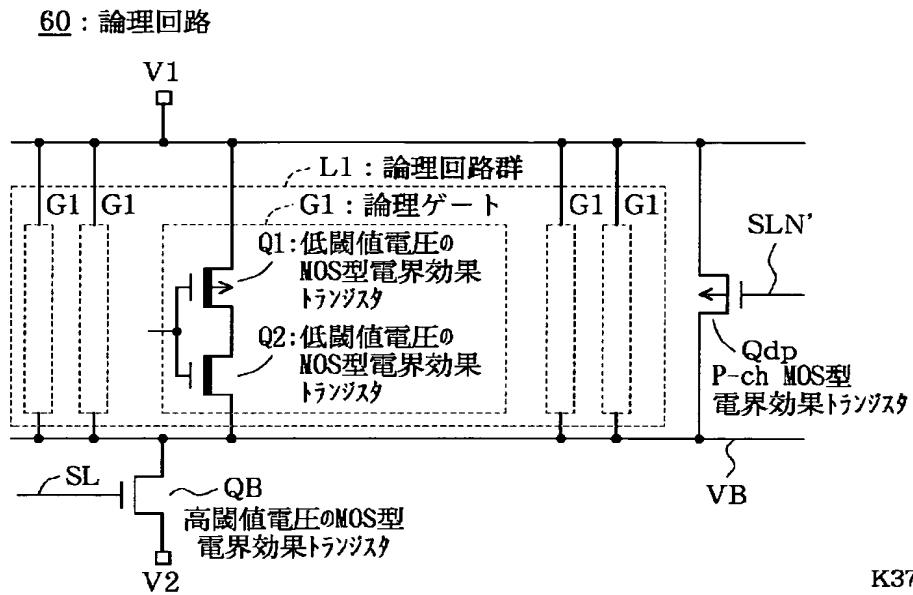 60：論理回路
V1
L1：論理回路群
G1 G1
G1：論理ゲート
G1 G1
SLN'
Q1：低閾値電圧の
MOS型電界効果
トランジスタ
Q2：低閾値電圧の
MOS型電界効果
トランジスタ
Qdp
P-ch MOS型
電界効果トランジスタ
SL
QB
高閾値電圧のMOS型
電界効果トランジスタ
VB
V2
K37